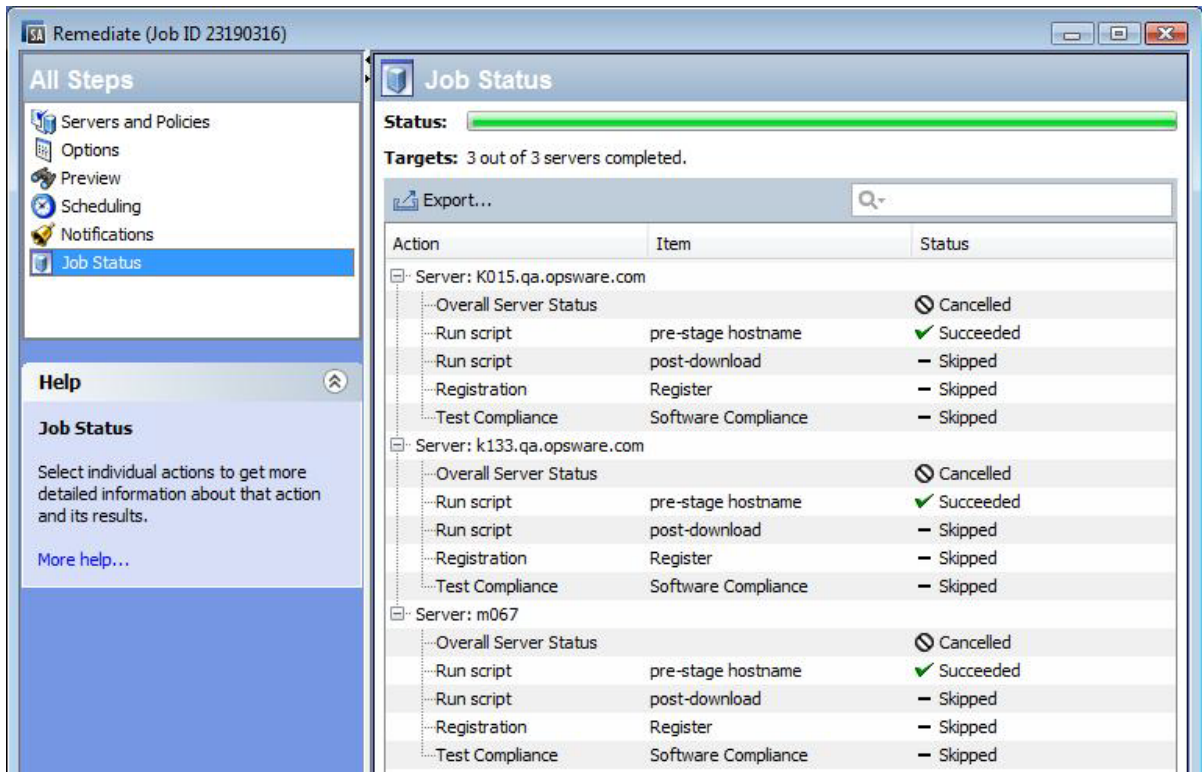 SA Remediate (Job ID 23190316)
All Steps
Servers and Policies
Options
Preview
Scheduling
Notifications
Job Status
Help
Job Status
Select individual actions to get more
detailed information about that action
and its results.
More help...
Job Status
Status:
Targets: 3 out of 3 servers completed.
Export...
Action Item Status
Server: K015.qa.opsware.com
Overall Server Status Cancelled
Run script pre-stage hostname Succeeded
Run script post-download Skipped
Registration Register Skipped
Test Compliance Software Compliance Skipped
Server: k133.qa.opsware.com
Overall Server Status Cancelled
Run script pre-stage hostname Succeeded
Run script post-download Skipped
Registration Register Skipped
Test Compliance Software Compliance Skipped
Server: m067
Overall Server Status Cancelled
Run script pre-stage hostname Succeeded
Run script post-download Skipped
Registration Register Skipped
Test Compliance Software Compliance Skipped